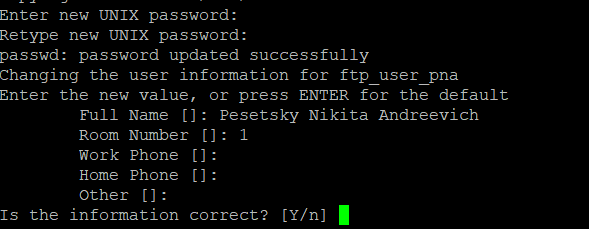 Enter new UNIX password:
Retype new UNIX password:
passwd: password updated successfully
Changing the user information for ftp_user_pna
Enter the new value, or press ENTER for the default
Full Name []: Pesetsky Nikita Andreevich
Room Number []: 1
Work Phone []:
Home Phone []:
Other []:
Is the information correct? [Y/n]